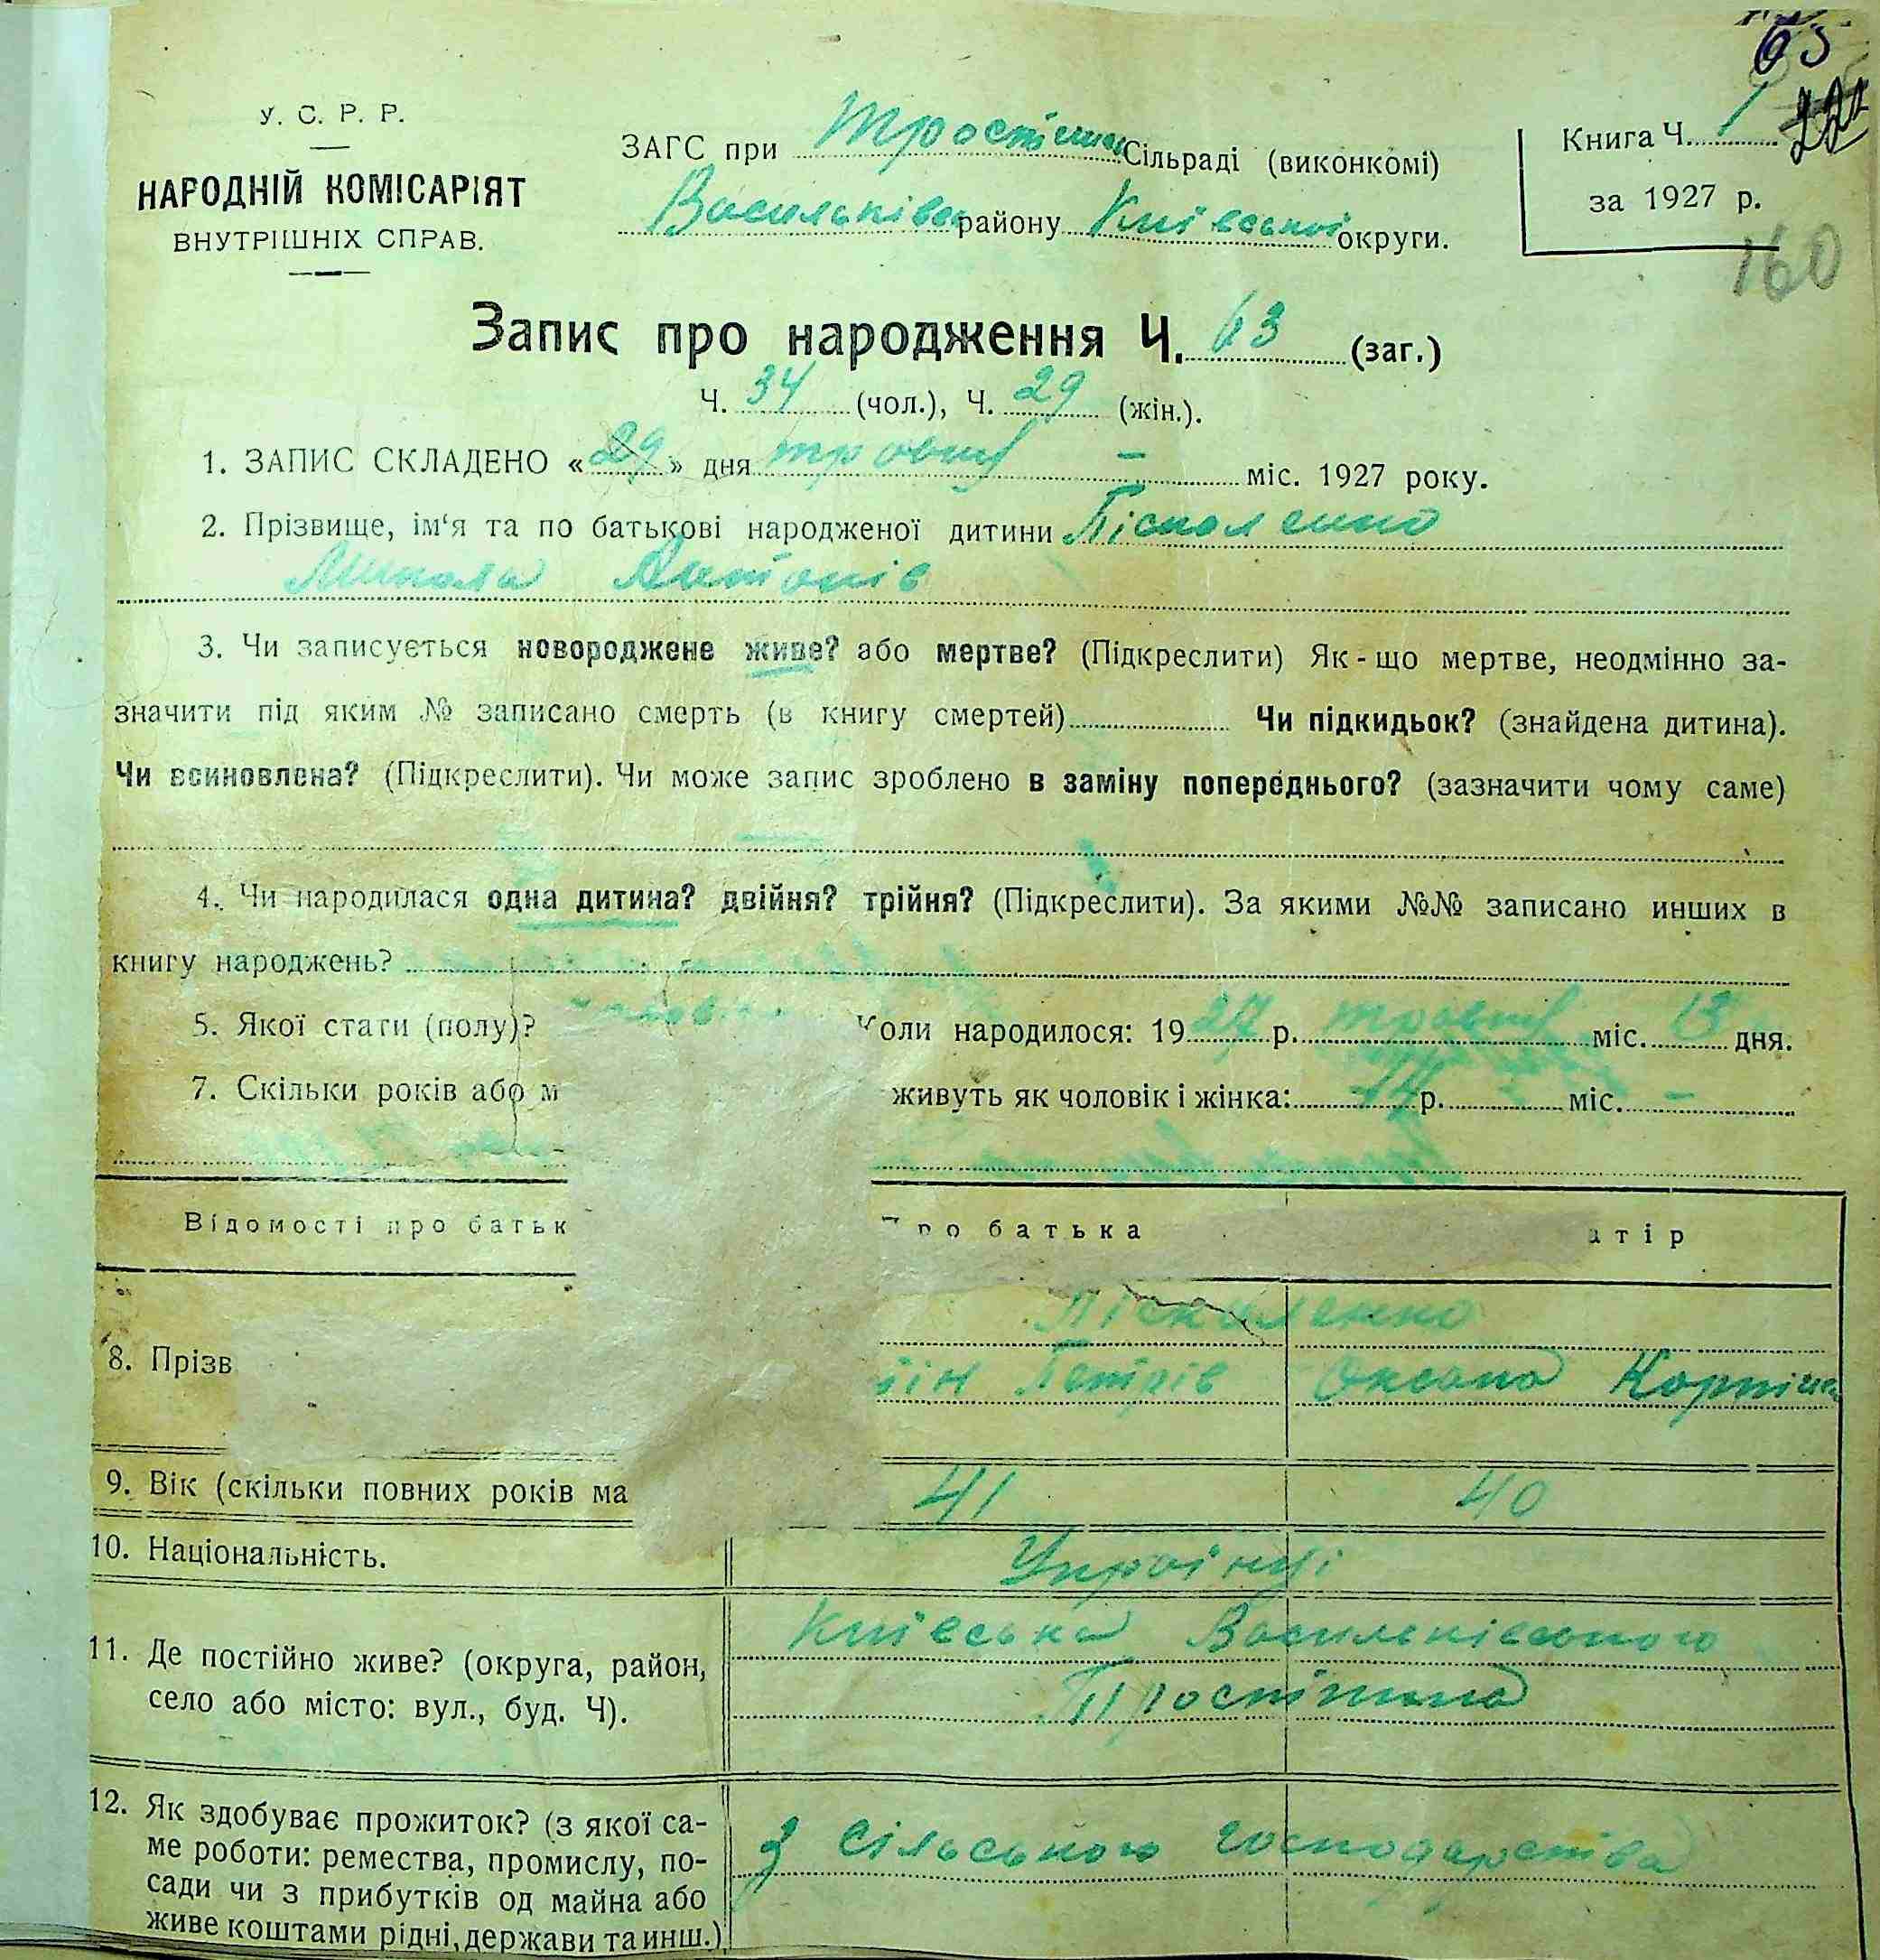 65
У. С. Р. Р.
НАРОДНІЙ КОМІСАРІЯТ
ВНУТРІШНІХ СПРАВ.
ЗАГС при Сільраді (виконкомі)
району Київської округи.
Книга Ч. 1
за 1927 р.
160
Запис про народження Ч. 63 (заг.)
Ч. 34 (чол.), Ч. 29 (жін.).
1. ЗАПИС СКЛАДЕНО «29» дня травня – міс. 1927 року.
2. Прізвище, ім‘я та по батькові народженої дитини
Микола Антонів
3. Чи записується новороджене живе? або мертве? (Підкреслити) Як-що мертве, неодмінно за-
значити під яким № записано смерть (в книгу смертей) Чи підкидьок? (знайдена дитина).
Чи всиновлена? (Підкреслити). Чи може запис зроблено в заміну попереднього? (зазначити чому саме)
4. Чи народилася одна дитина? двійня? трійня? (Підкреслити). За якими №№ записано инших в
книгу народжень?
5. Якої стати (полу)? Коли народилося: 1927 р. травня міс. 13 дня.
7. Скільки років або м живуть як чоловік і жінка: 14 р. – міс. –
Відомості про батьк Про батька атір
8. Прізв
ін Петрів Оксана
9. Вік (скільки повних років ма 41 40
10. Національність. Українці
11. Де постійно живе? (округа, район, Київська Васильківського
село або місто: вул., буд. Ч). Тростінка
12. Як здобуває прожиток? (з якої са-
ме роботи: ремества, промислу, по- З сільського господарства
сади чи з прибутків од майна або
живе коштами рідні, держави та инш.)